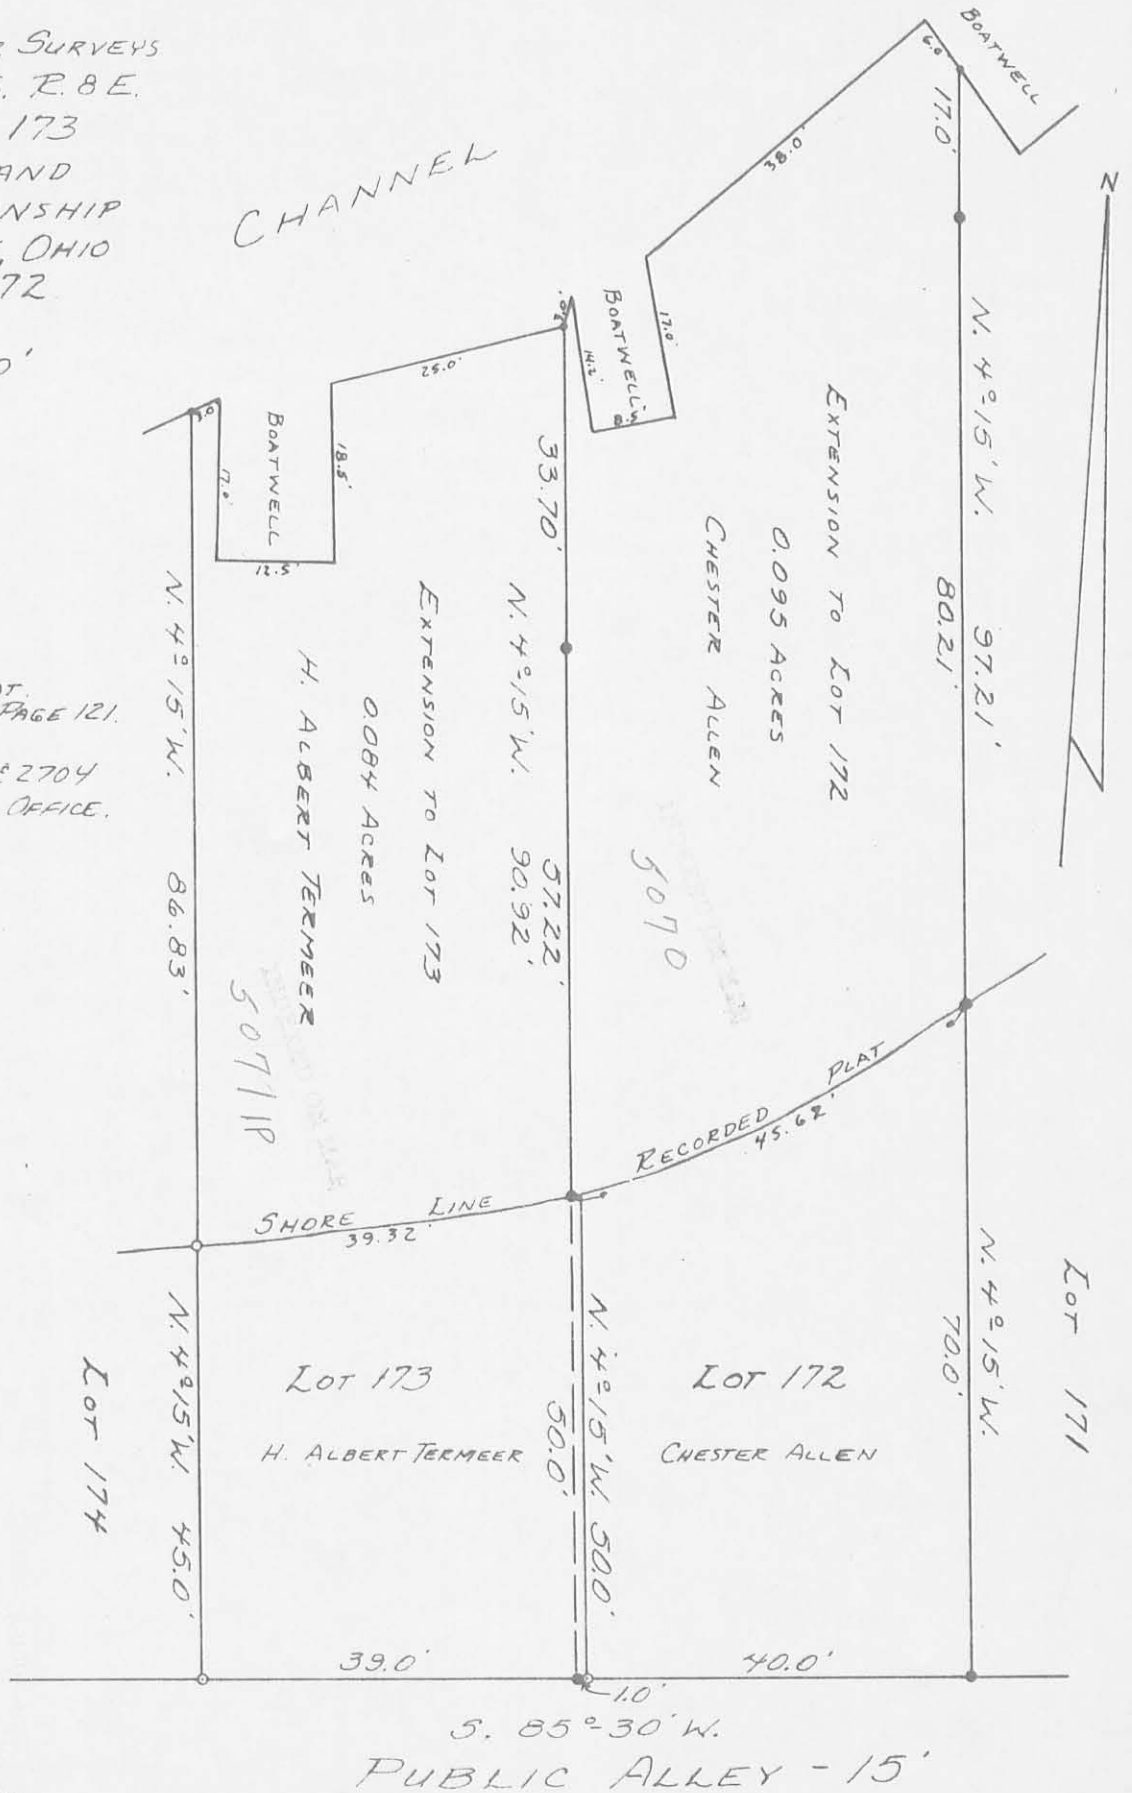 SURVEYS
R. 8 E.
173
AND
OHIO
72
0'
PAGE 121.
2704
OFFICE.
CHANNEL
BOATWELL
6.0
17.0'
38.0'
N
BOATWELL
17.0'
14.2'
25.0'
3.0
BOATWELL
17.0'
18.5'
12.5'
33.70'
N. 4°-15' W. 97.21'
80.21'
EXTENSION TO LOT 172
0.095 ACRES
CHESTER ALLEN
5070
N. 4°-15' W. 90.92'
57.22'
EXTENSION TO LOT 173
0.084 ACRES
H. ALBERT TERMEER
5071 IP
N. 4° 15' W. 86.83'
SHORE LINE RECORDED PLAT
39.32'
45.62'
LOT 171
N. 4°-15' W.
70.0'
LOT 172
CHESTER ALLEN
N. 4°-15' W. 50.0'
50.0'
LOT 173
H. ALBERT TERMEER
N. 4° 15' W. 45.0'
LOT 174
39.0'
1.0'
40.0'
S. 85°-30' W.
PUBLIC ALLEY - 15'